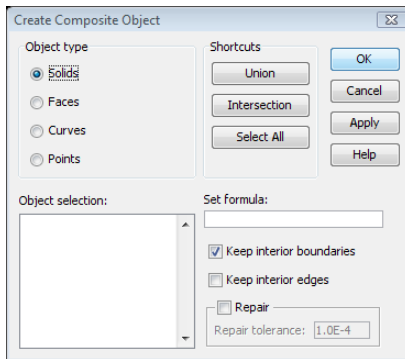 Create Composite Object
Object type
Solids
Faces
Curves
Points
Shortcuts
Union
Intersection
Select All
OK
Cancel
Apply
Help
Object selection:
Set formula:
Keep interior boundaries
Keep interior edges
Repair
Repair tolerance: 1.0E-4